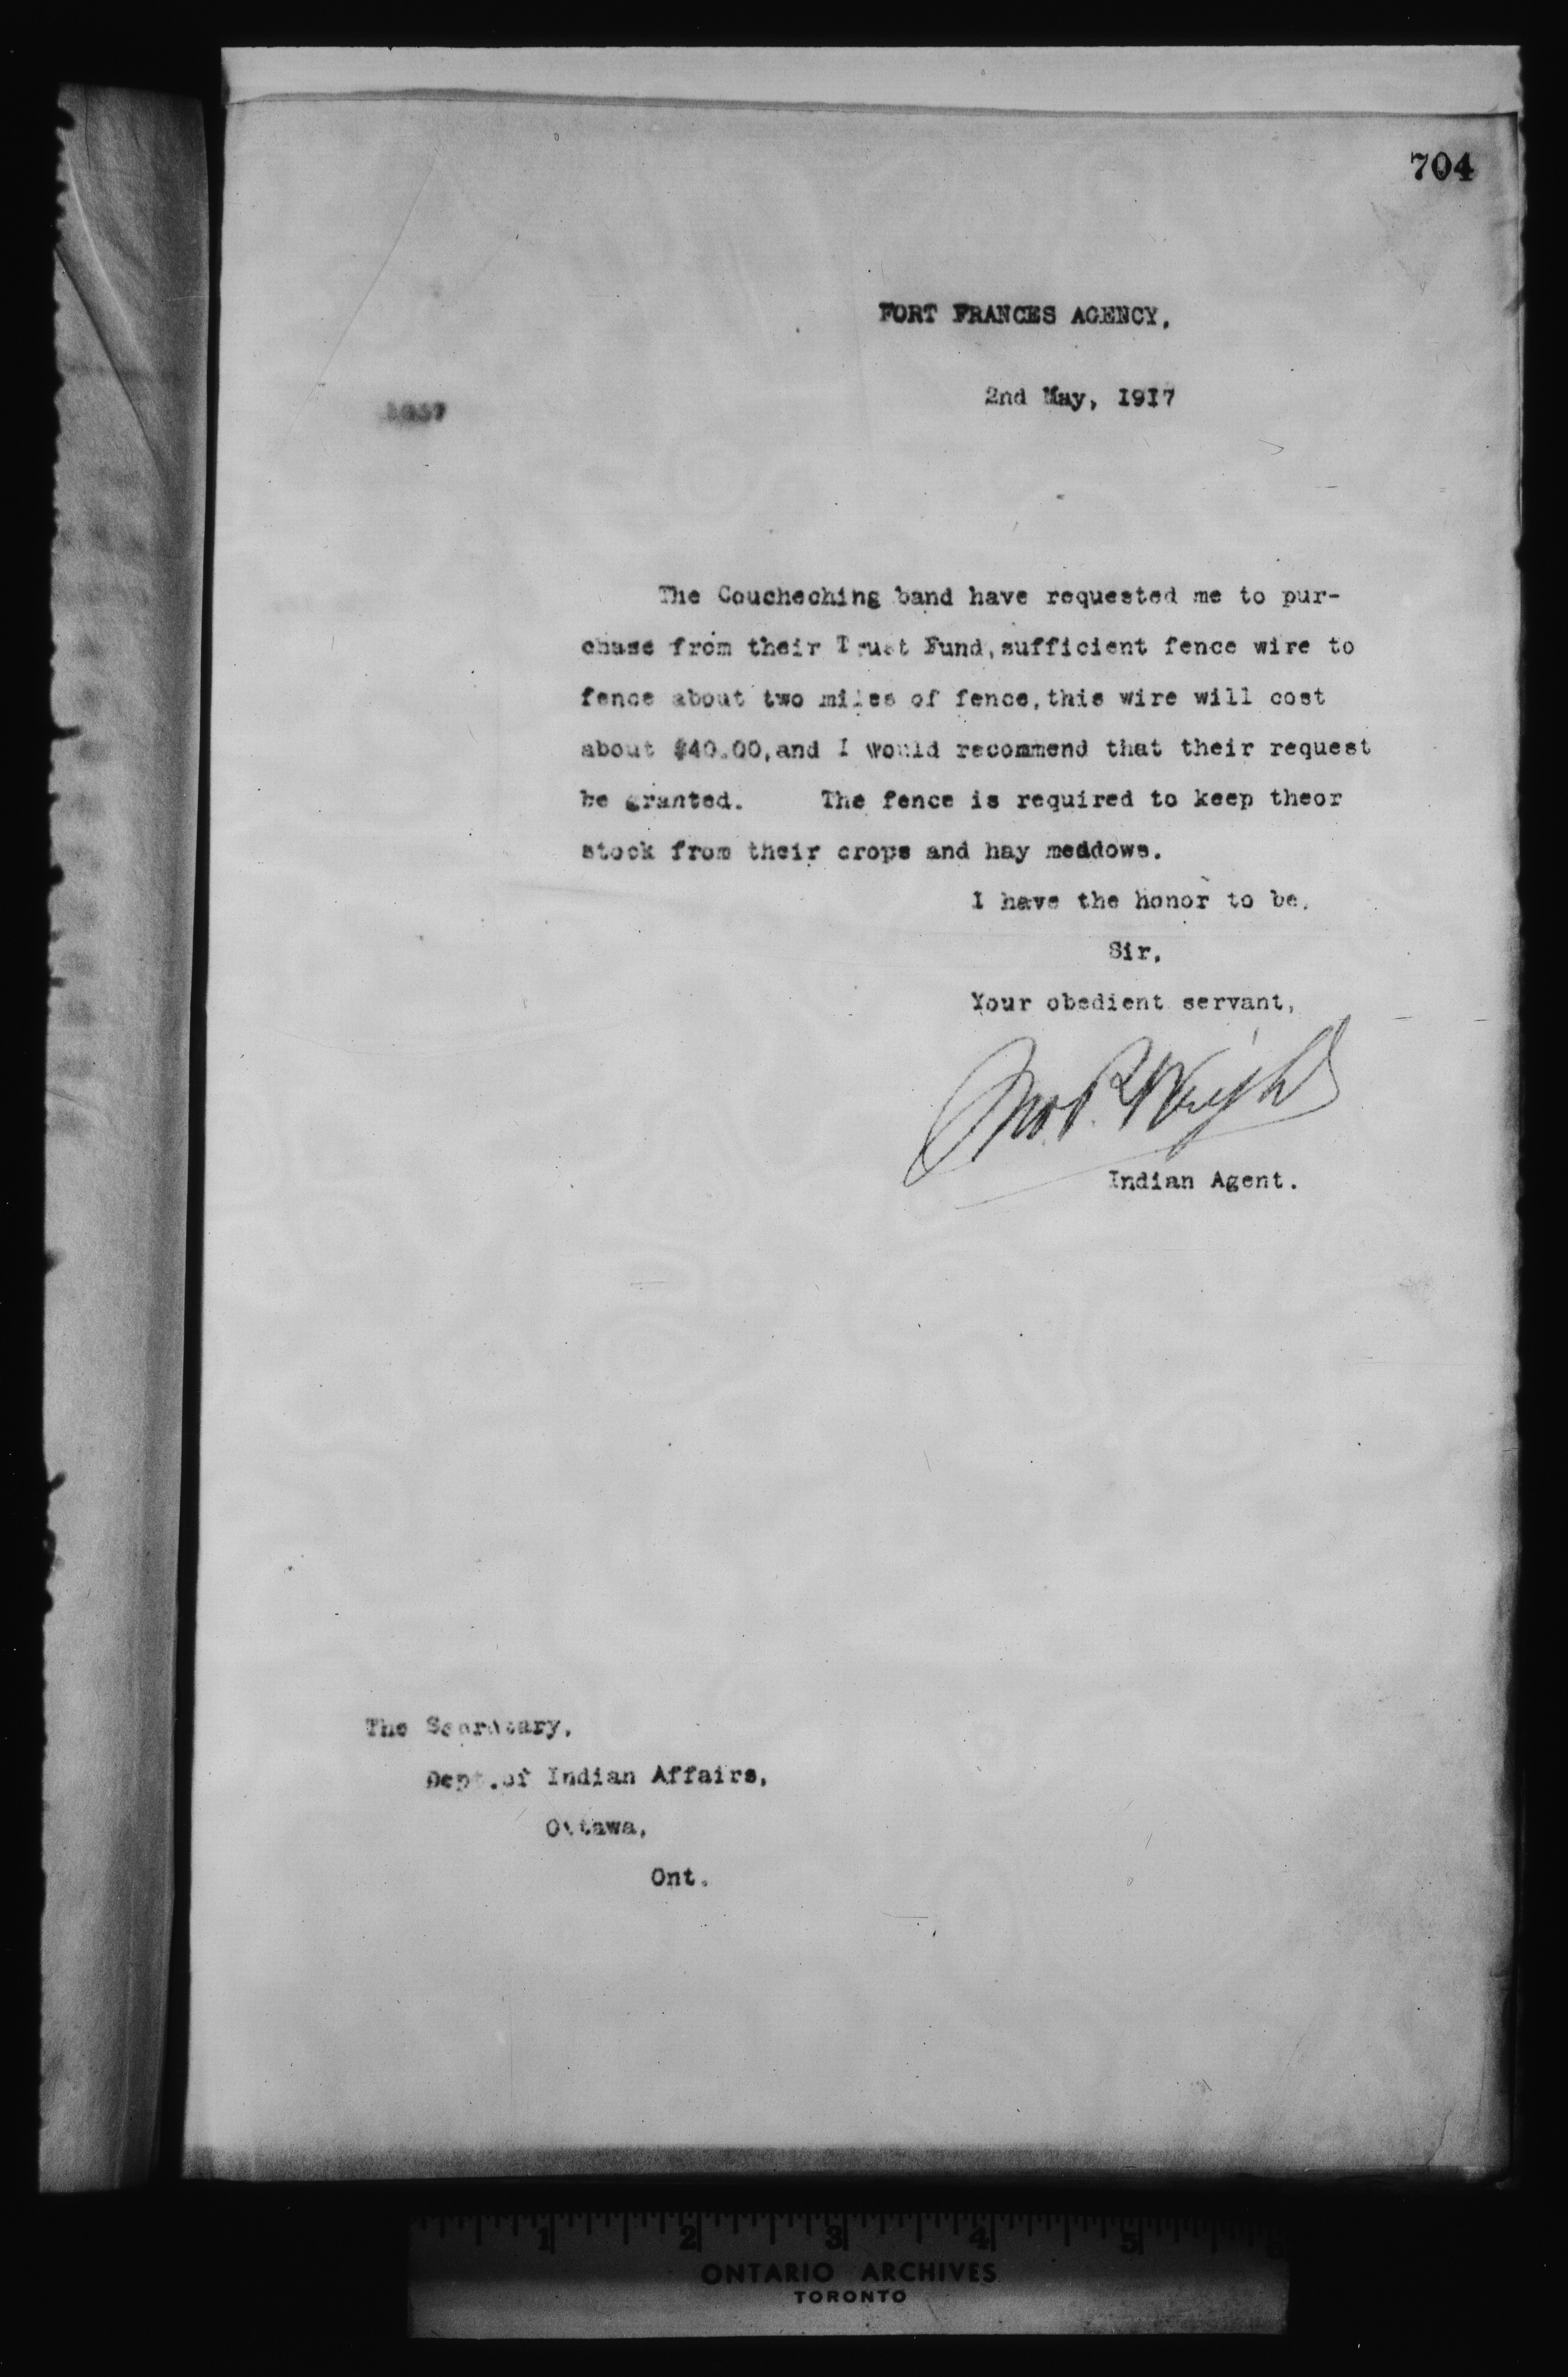 704
FORT FRANCES AGENCY.
2nd May, 1917
The Coucheching band have requested me to pur-
chase from their Trust Fund, sufficient fence wire to
fence about two miles of fence, this wire will cost
about $40.00, and I would recommend that their request
be granted. The fence is required to keep theor
stock from their crops and hay meddows.
I have the honor to be,
Sir,
Your obedient servant,
Jno. P. Wright
Indian Agent.
The Secretary,
Dept. of Indian Affairs,
Ottawa,
Ont.
1 2 3 4 5 6
ONTARIO ARCHIVES
TORONTO